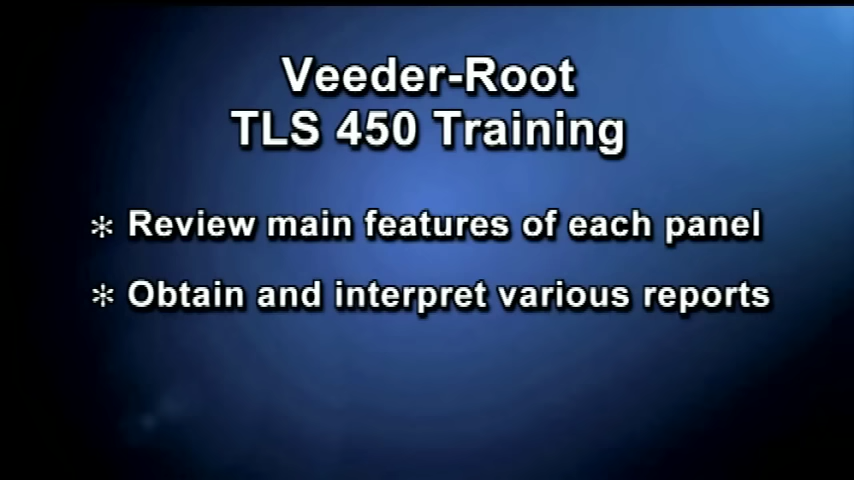 Veeder-Root
TLS 450 Training
* Review main features of each panel
* Obtain and interpret various reports